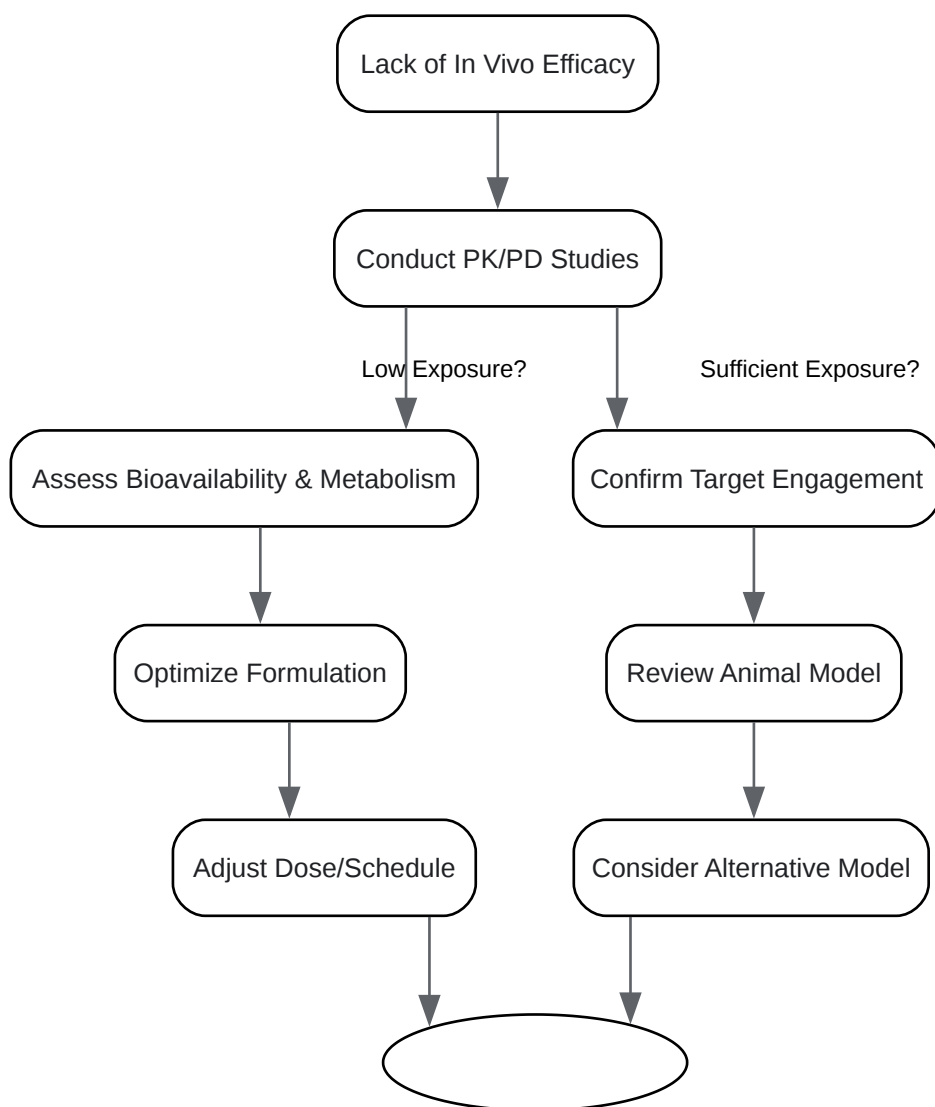 Lack of In Vivo Efficacy
Conduct PK/PD Studies
Low Exposure?
Sufficient Exposure?
Assess Bioavailability & Metabolism
Confirm Target Engagement
Optimize Formulation
Review Animal Model
Adjust Dose/Schedule
Consider Alternative Model